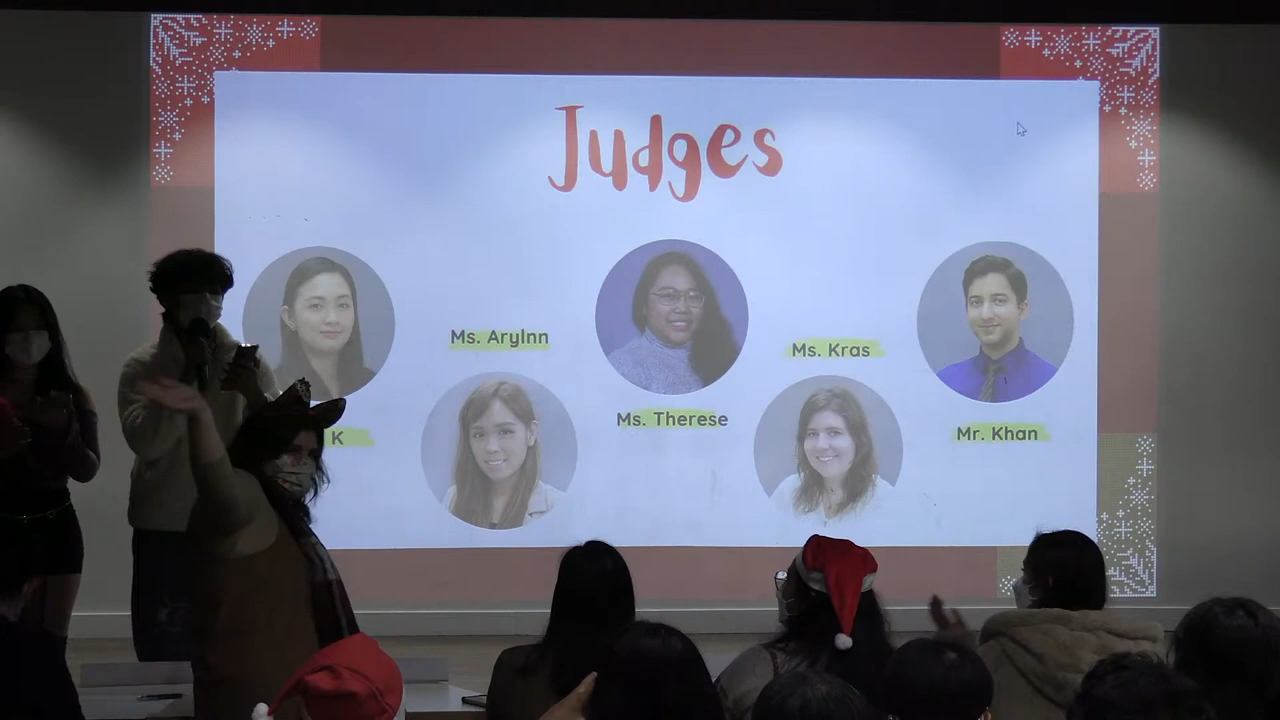 Judges
Ms. Arylnn
Ms. Kras
Ms. Therese
K
Mr. Khan